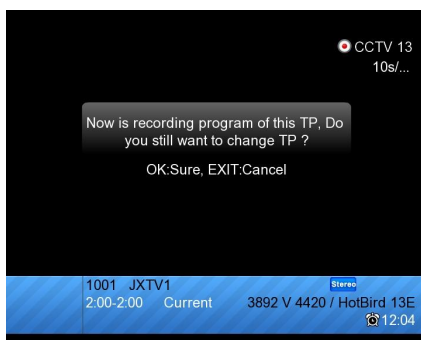 CCTV 13
10s/...
Now is recording program of this TP, Do
you still want to change TP ?
OK:Sure, EXIT:Cancel
1001 JXTV1 Stereo
2:00-2:00 Current 3892 V 4420 / HotBird 13E
12:04